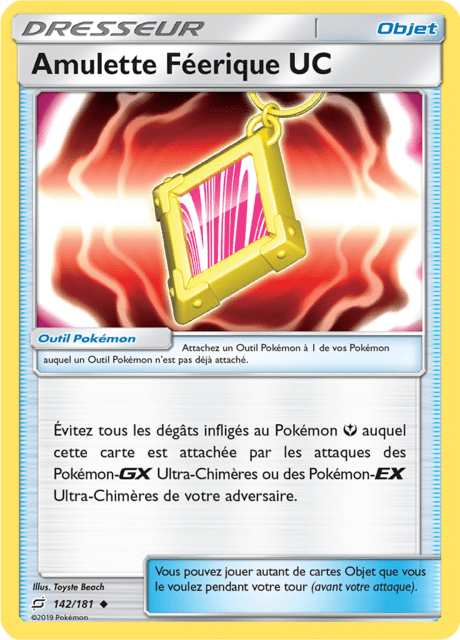 DRESSEUR
Objet
Amulette Féerique UC
Outil Pokémon
Attachez un Outil Pokémon à 1 de vos Pokémon
auquel un Outil Pokémon n'est pas déjà attaché.
Évitez tous les dégâts infligés au Pokémon auquel
cette carte est attachée par les attaques des
Pokémon-GX Ultra-Chimères ou des Pokémon-EX
Ultra-Chimères de votre adversaire.
Vous pouvez jouer autant de cartes Objet que vous
le voulez pendant votre tour (avant votre attaque).
Illus. Toyste Beach
142/181
©2019 Pokémon